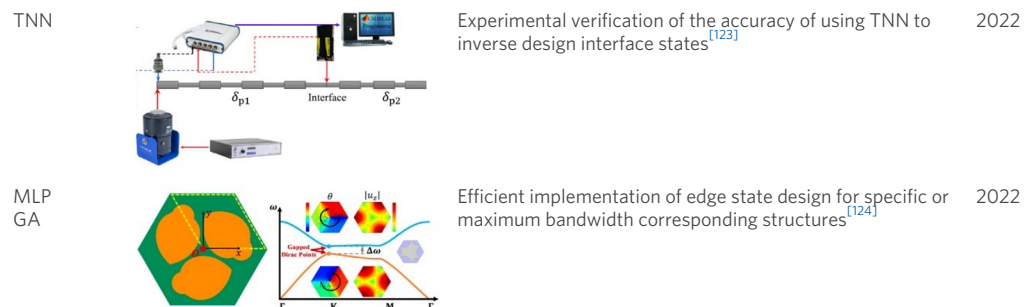 TNN
Experimental verification of the accuracy of using TNN to
inverse design interface states[123]
2022
δp1
Interface
δp2
MLP
GA
Efficient implementation of edge state design for specific or
maximum bandwidth corresponding structures[124]
2022
y
x
ω
θ
|uz|
Gapped
Dirac Points
Δω
Γ
K
M
Γ